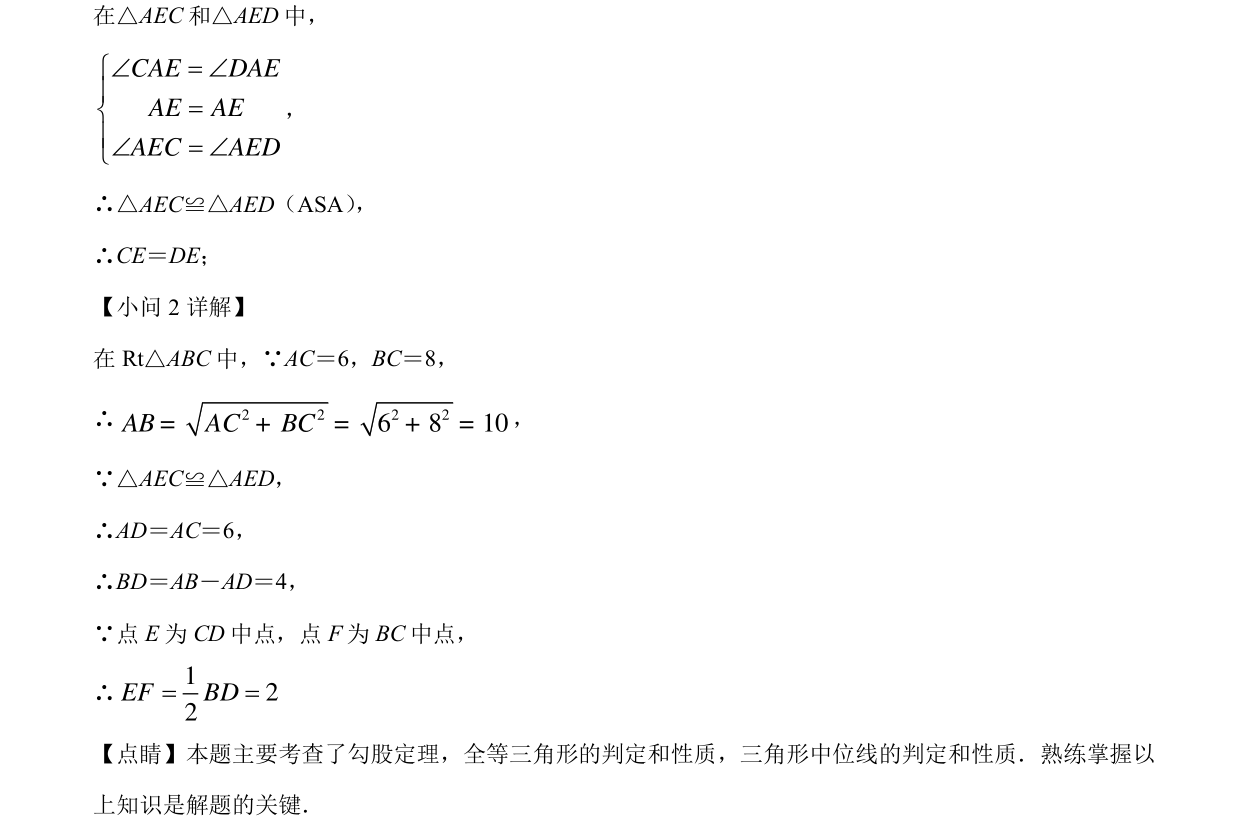 在△AEC和△AED中，
∠CAE = ∠DAE
AE = AE ，
∠AEC = ∠AED
∴△AEC≌△AED（ASA），
∴CE＝DE；
【小问 2 详解】
在 Rt△ABC中，∵AC＝6，BC＝8，
∴ AB = √(AC² + BC²) = √(6² + 8²) = 10 ，
∵△AEC≌△AED，
∴AD＝AC＝6，
∴BD＝AB－AD＝4，
∵点E为CD中点，点F为BC中点，
∴ EF = 1/2 BD = 2
【点睛】本题主要考查了勾股定理，全等三角形的判定和性质，三角形中位线的判定和性质．熟练掌握以
上知识是解题的关键．